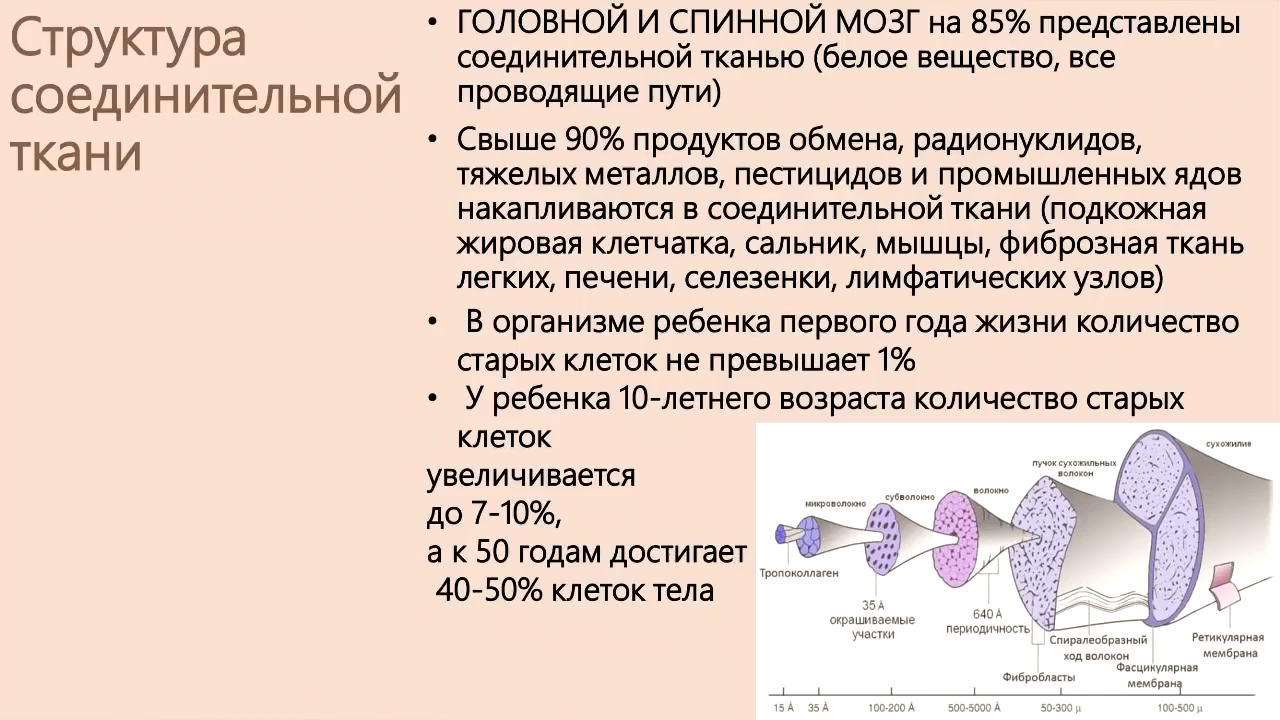 Структура
соединительной
ткани
• ГОЛОВНОЙ И СПИННОЙ МОЗГ на 85% представлены
соединительной тканью (белое вещество, все
проводящие пути)
• Свыше 90% продуктов обмена, радионуклидов,
тяжелых металлов, пестицидов и промышленных ядов
накапливаются в соединительной ткани (подкожная
жировая клетчатка, сальник, мышцы, фиброзная ткань
легких, печени, селезенки, лимфатических узлов)
• В организме ребенка первого года жизни количество
старых клеток не превышает 1%
• У ребенка 10-летнего возраста количество старых
клеток
увеличивается
до 7-10%,
а к 50 годам достигает
40-50% клеток тела
сухожилие
пучок сухожильных
волокон
волокно
субволокно
микроволокно
Тропоколлаген
35 Å
окрашиваемые
участки
640 Å
периодичность
Спиралеобразный
ход волокон
Ретикулярная
мембрана
Фибробласты
Фасцикулярная
мембрана
15 Å 35 Å 100-200 Å 500-5000 Å 50-300 µ 100-500 µ